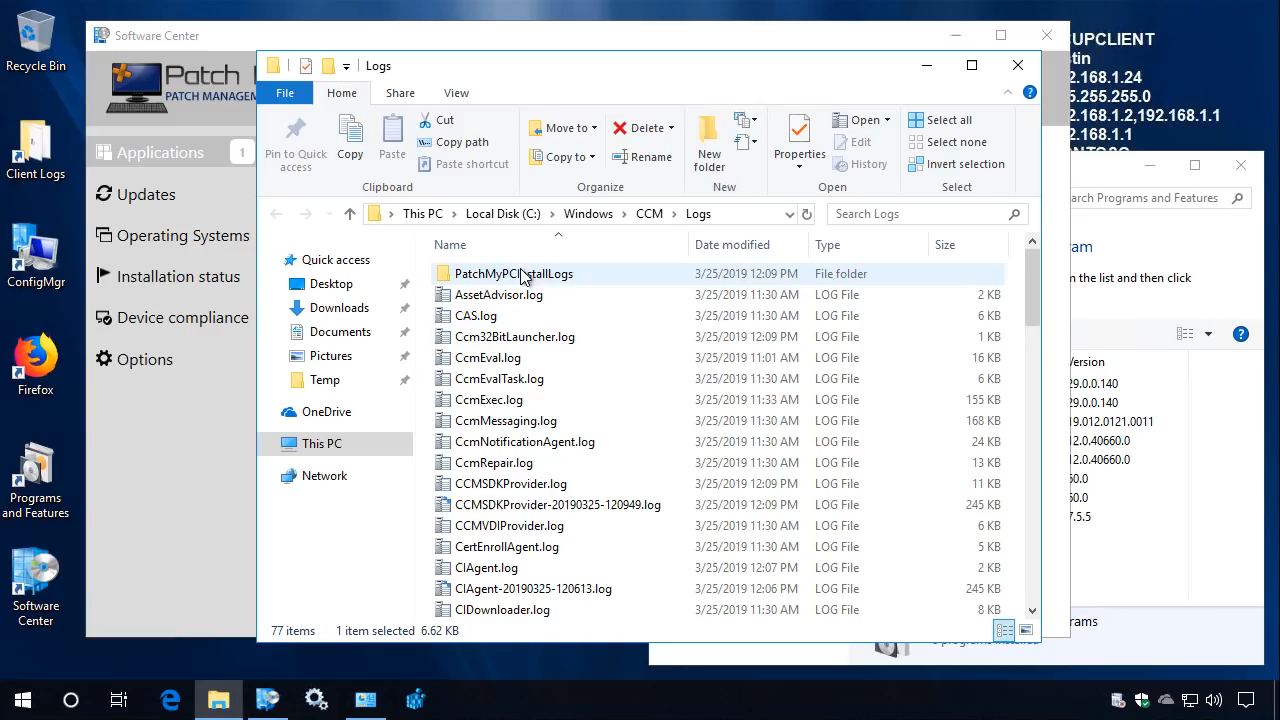 Recycle Bin
Client Logs
ConfigMgr
Firefox
Programs
and Features
Software
Center
Software Center
Patch
PATCH MANAGEM
Applications 1
Updates
Operating Systems
Installation status
Device compliance
Options
Logs
File Home Share View
Pin to Quick
access
Copy
Paste
Cut
Copy path
Paste shortcut
Clipboard
Move to
Copy to
Delete
Rename
Organize
New
folder
New
Properties
Open
Edit
History
Open
Select all
Select none
Invert selection
Select
This PC Local Disk (C:) Windows CCM Logs
Search Logs
Quick access
Desktop
Downloads
Documents
Pictures
Temp
OneDrive
This PC
Network
Name Date modified Type Size
PatchMyPCInstallLogs 3/25/2019 12:09 PM File folder
AssetAdvisor.log 3/25/2019 11:30 AM LOG File 2 KB
CAS.log 3/25/2019 11:30 AM LOG File 6 KB
Ccm32BitLauncher.log 3/25/2019 12:09 PM LOG File 1 KB
CcmEval.log 3/25/2019 11:01 AM LOG File 16 KB
CcmEvalTask.log 3/25/2019 11:30 AM LOG File 6 KB
CcmExec.log 3/25/2019 11:33 AM LOG File 155 KB
CcmMessaging.log 3/25/2019 11:30 AM LOG File 168 KB
CcmNotificationAgent.log 3/25/2019 11:30 AM LOG File 24 KB
CcmRepair.log 3/25/2019 11:30 AM LOG File 13 KB
CCMSDKProvider.log 3/25/2019 12:09 PM LOG File 11 KB
CCMSDKProvider-20190325-120949.log 3/25/2019 12:09 PM LOG File 245 KB
CCMVDIProvider.log 3/25/2019 11:30 AM LOG File 6 KB
CertEnrollAgent.log 3/25/2019 11:30 AM LOG File 5 KB
CIAgent.log 3/25/2019 12:07 PM LOG File 2 KB
CIAgent-20190325-120613.log 3/25/2019 12:06 PM LOG File 245 KB
CIDownloader.log 3/25/2019 11:30 AM LOG File 8 KB
77 items 1 item selected 6.62 KB
RUPCLIENT
stin
2.168.1.24
5.255.255.0
2.168.1.2,192.168.1.1
2.168.1.1
Search Programs and Features
am
m the list and then click
Version
29.0.0.140
29.0.0.140
019.012.0121.0011
12.0.40660.0
12.0.40660.0
60.0
60.0
7.5.5
rams